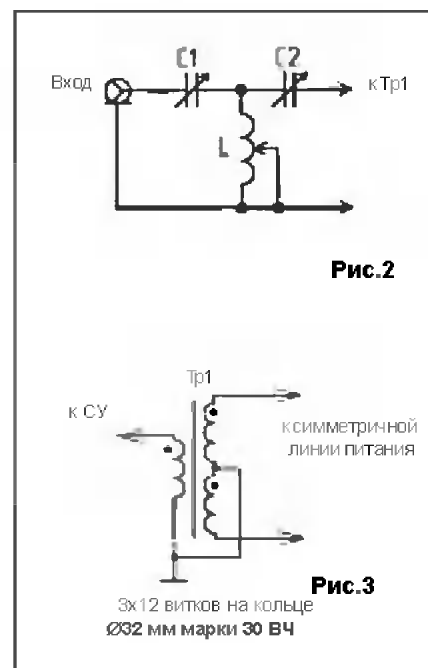 C1 C2
Вход
к Тр1
L
Рис.2
Тр1
к СУ
к симметричной
линии питания
Рис.3
3х12 витков на кольце
Ø32 мм марки 30 ВЧ